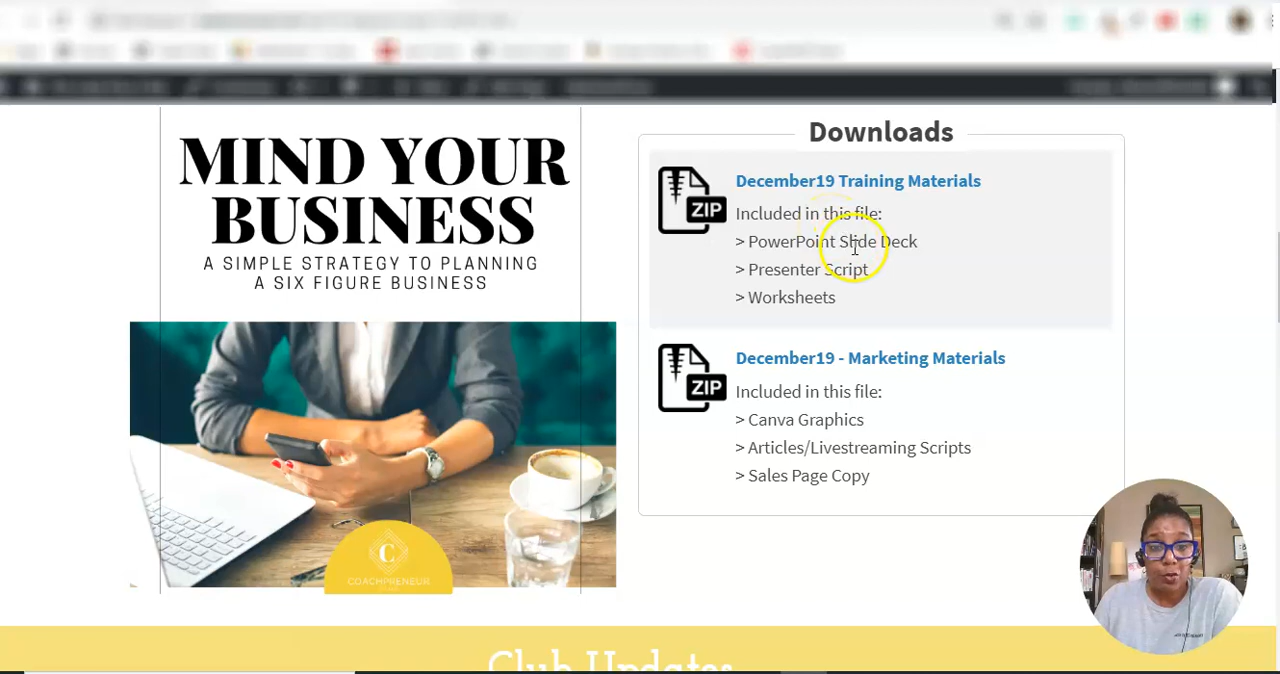 MIND YOUR
BUSINESS
A SIMPLE STRATEGY TO PLANNING
A SIX FIGURE BUSINESS
C
COACHPRENEUR
Downloads
ZIP
December19 Training Materials
Included in this file:
> PowerPoint Slide Deck
> Presenter Script
> Worksheets
ZIP
December19 - Marketing Materials
Included in this file:
> Canva Graphics
> Articles/Livestreaming Scripts
> Sales Page Copy
Club Updates